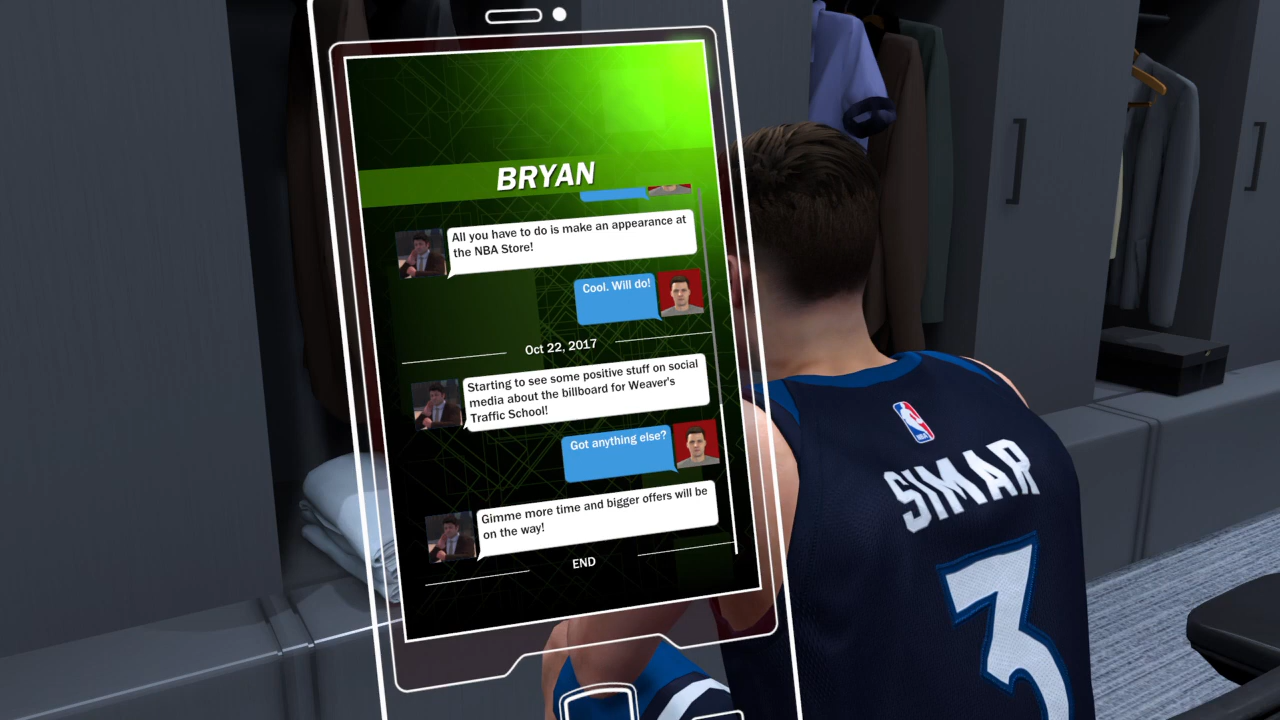 BRYAN
All you have to do is make an appearance at
the NBA Store!
Cool. Will do!
Oct 22, 2017
Starting to see some positive stuff on social
media about the billboard for Weaver's
Traffic School!
Got anything else?
Gimme more time and bigger offers will be
on the way!
END
SIMAR
3